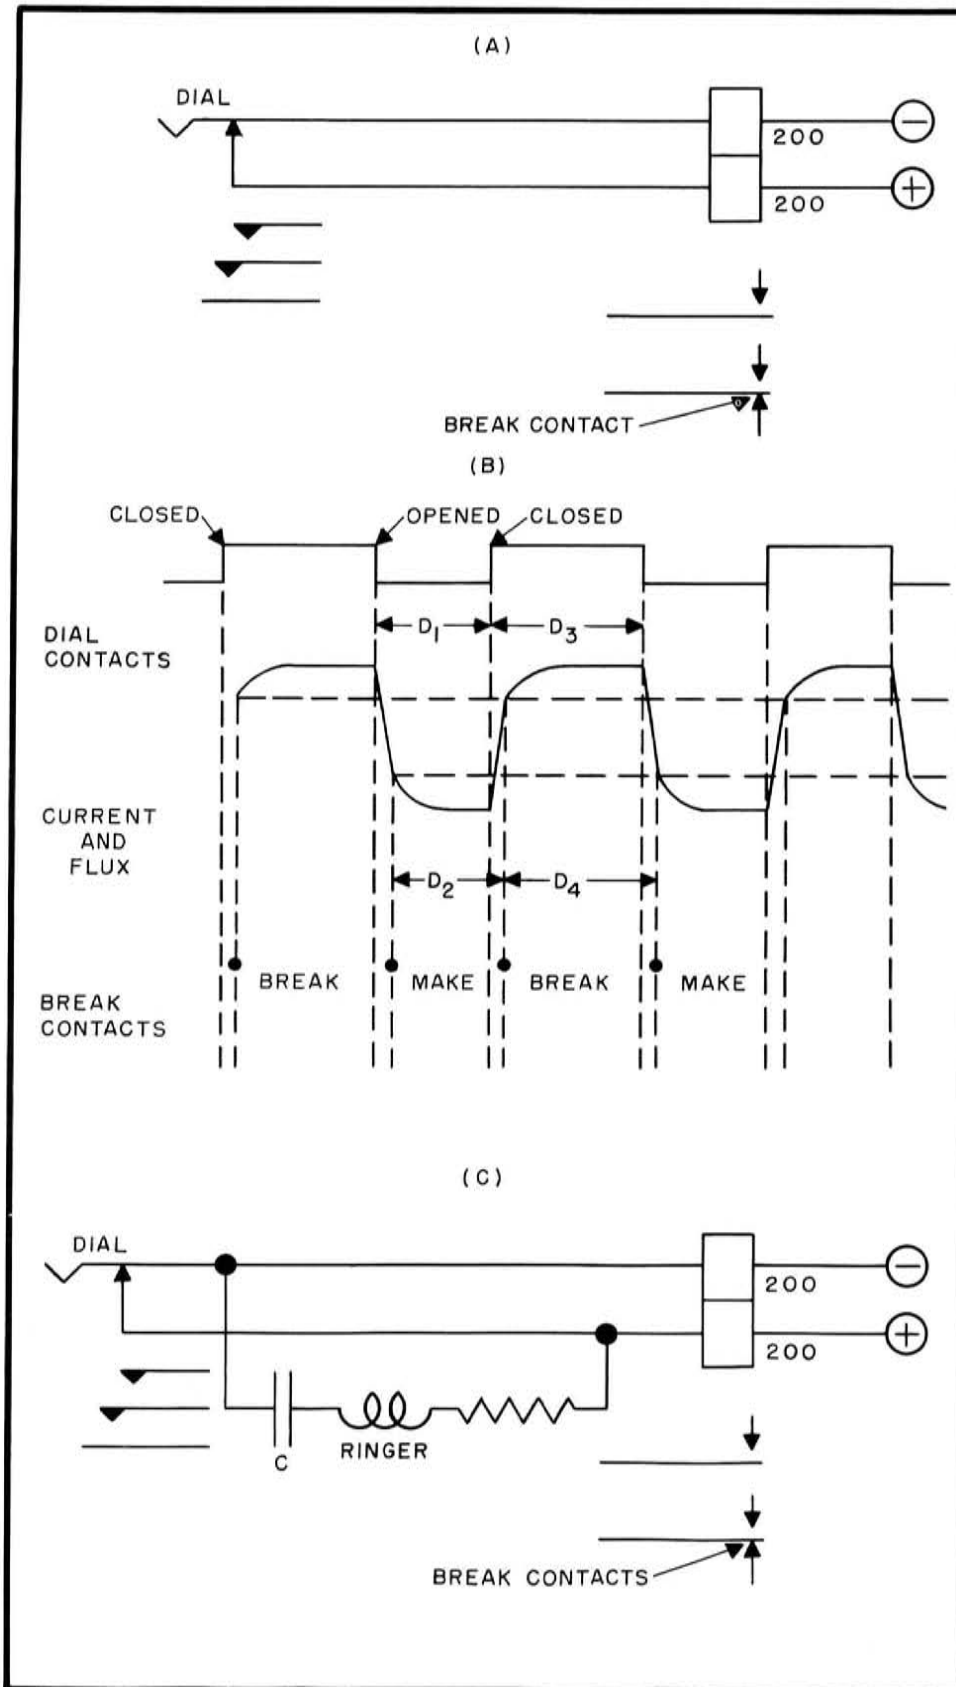 (A)
DIAL
−
200
+
200
BREAK CONTACT
(B)
CLOSED
OPENED
CLOSED
D1
D3
DIAL
CONTACTS
CURRENT
AND
FLUX
D2
D4
BREAK
MAKE
BREAK
MAKE
BREAK
CONTACTS
(C)
DIAL
−
200
+
200
RINGER
C
BREAK CONTACTS